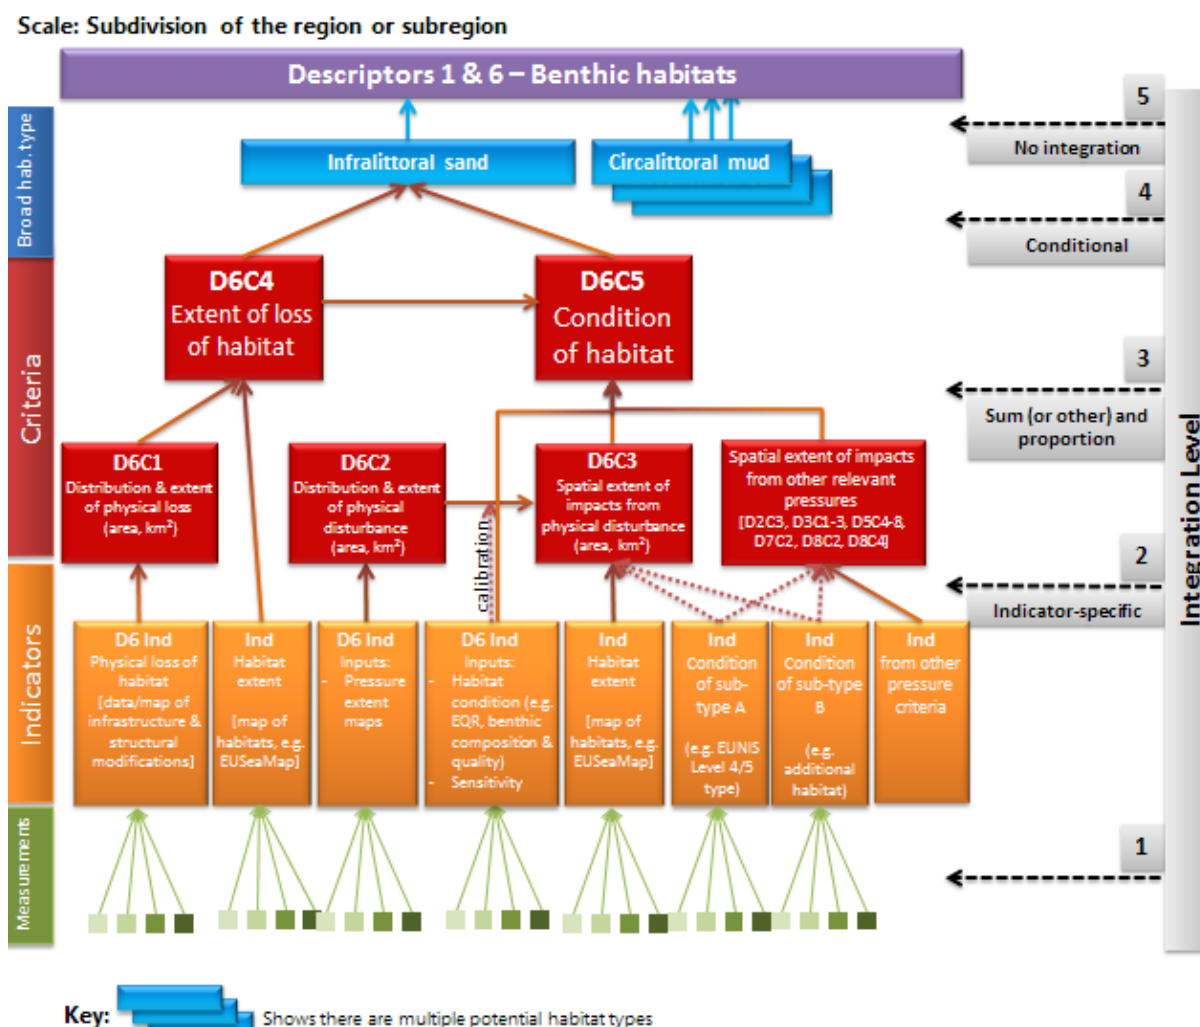 Scale: Subdivision of the region or subregion
Descriptors 1 & 6 – Benthic habitats
Broad hab. type
Infralittoral sand
Circalittoral mud
5
No integration
4
Conditional
Criteria
D6C4
Extent of loss
of habitat
D6C5
Condition
of habitat
3
Sum (or other) and
proportion
Integration Level
D6C1
Distribution & extent
of physical loss
(area, km²)
D6C2
Distribution & extent
of physical
disturbance
(area, km²)
D6C3
Spatial extent of
impacts from
physical disturbance
(area, km²)
Spatial extent of impacts
from other relevant
pressures
[D2C3, D3C1-3, D5C4-8,
D7C2, D8C2, D8C4]
calibration
2
Indicator-specific
Indicators
D6 Ind
Physical loss of
habitat
[data/map of
infrastructure &
structural
modifications]
Ind
Habitat
extent
[map of
habitats, e.g.
EUSeaMap]
D6 Ind
Inputs:
- Pressure
extent
maps
D6 Ind
Inputs:
- Habitat
condition (e.g.
EQR, benthic
composition &
quality)
- Sensitivity
Ind
Habitat
extent
[map of
habitats, e.g.
EUSeaMap]
Ind
Condition
of sub-
type A
(e.g. EUNIS
Level 4/5
type)
Ind
Condition
of sub-type
B
(e.g.
additional
habitat)
Ind
from other
pressure
criteria
Measurements
1
Key:
Shows there are multiple potential habitat types